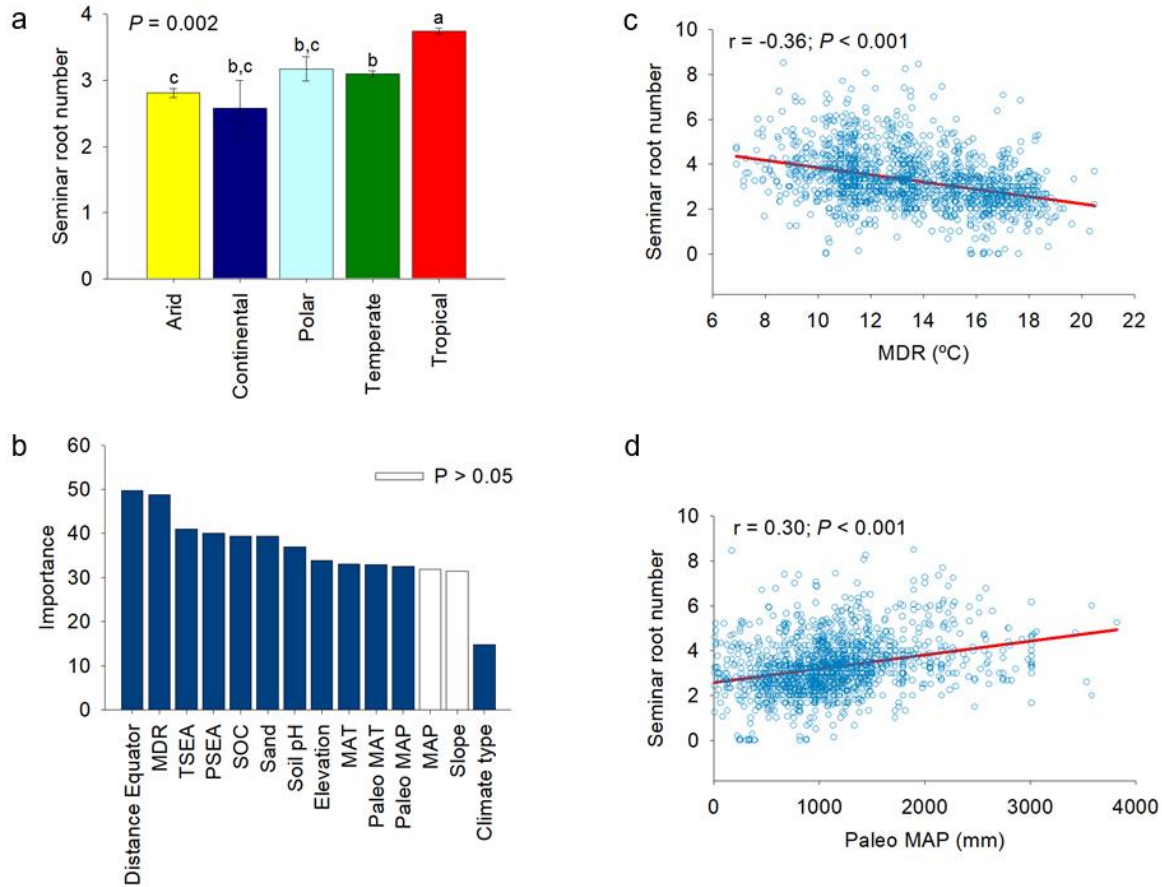 a
P = 0.002
Seminar root number
5
4
3
2
1
0
c
b,c
b,c
b
a
Arid
Continental
Polar
Temperate
Tropical
b
Importance
60
50
40
30
20
10
0
P > 0.05
Distance Equator
MDR
TSEA
PSEA
SOC
Sand
Soil pH
Elevation
MAT
Paleo MAT
Paleo MAP
MAP
Slope
Climate type
c
r = -0.36; P < 0.001
Seminar root number
10
8
6
4
2
0
6 8 10 12 14 16 18 20 22
MDR (ºC)
d
r = 0.30; P < 0.001
Seminar root number
10
8
6
4
2
0
0 1000 2000 3000 4000
Paleo MAP (mm)